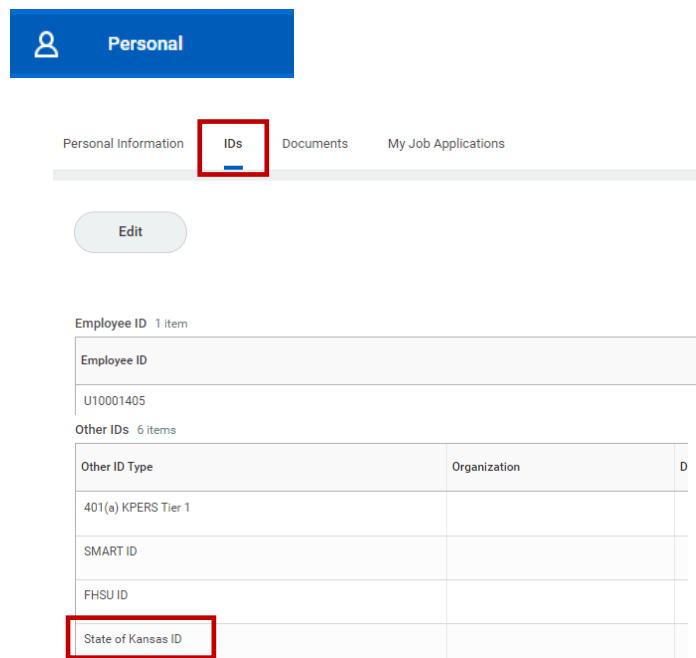 Personal
Personal Information IDs Documents My Job Applications
Edit
Employee ID 1 item
Employee ID
U10001405
Other IDs 6 items
Other ID Type Organization D
401(a) KPERS Tier 1
SMART ID
FHSU ID
State of Kansas ID